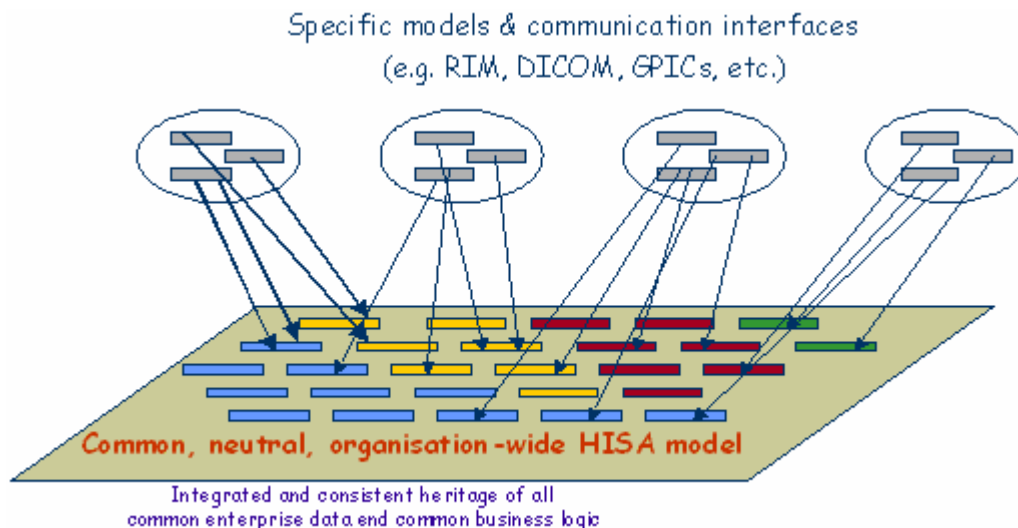 Specific models & communication interfaces
(e.g. RIM, DICOM, GPICs, etc.)
Common, neutral, organisation-wide HISA model
Integrated and consistent heritage of all
common enterprise data end common business logic